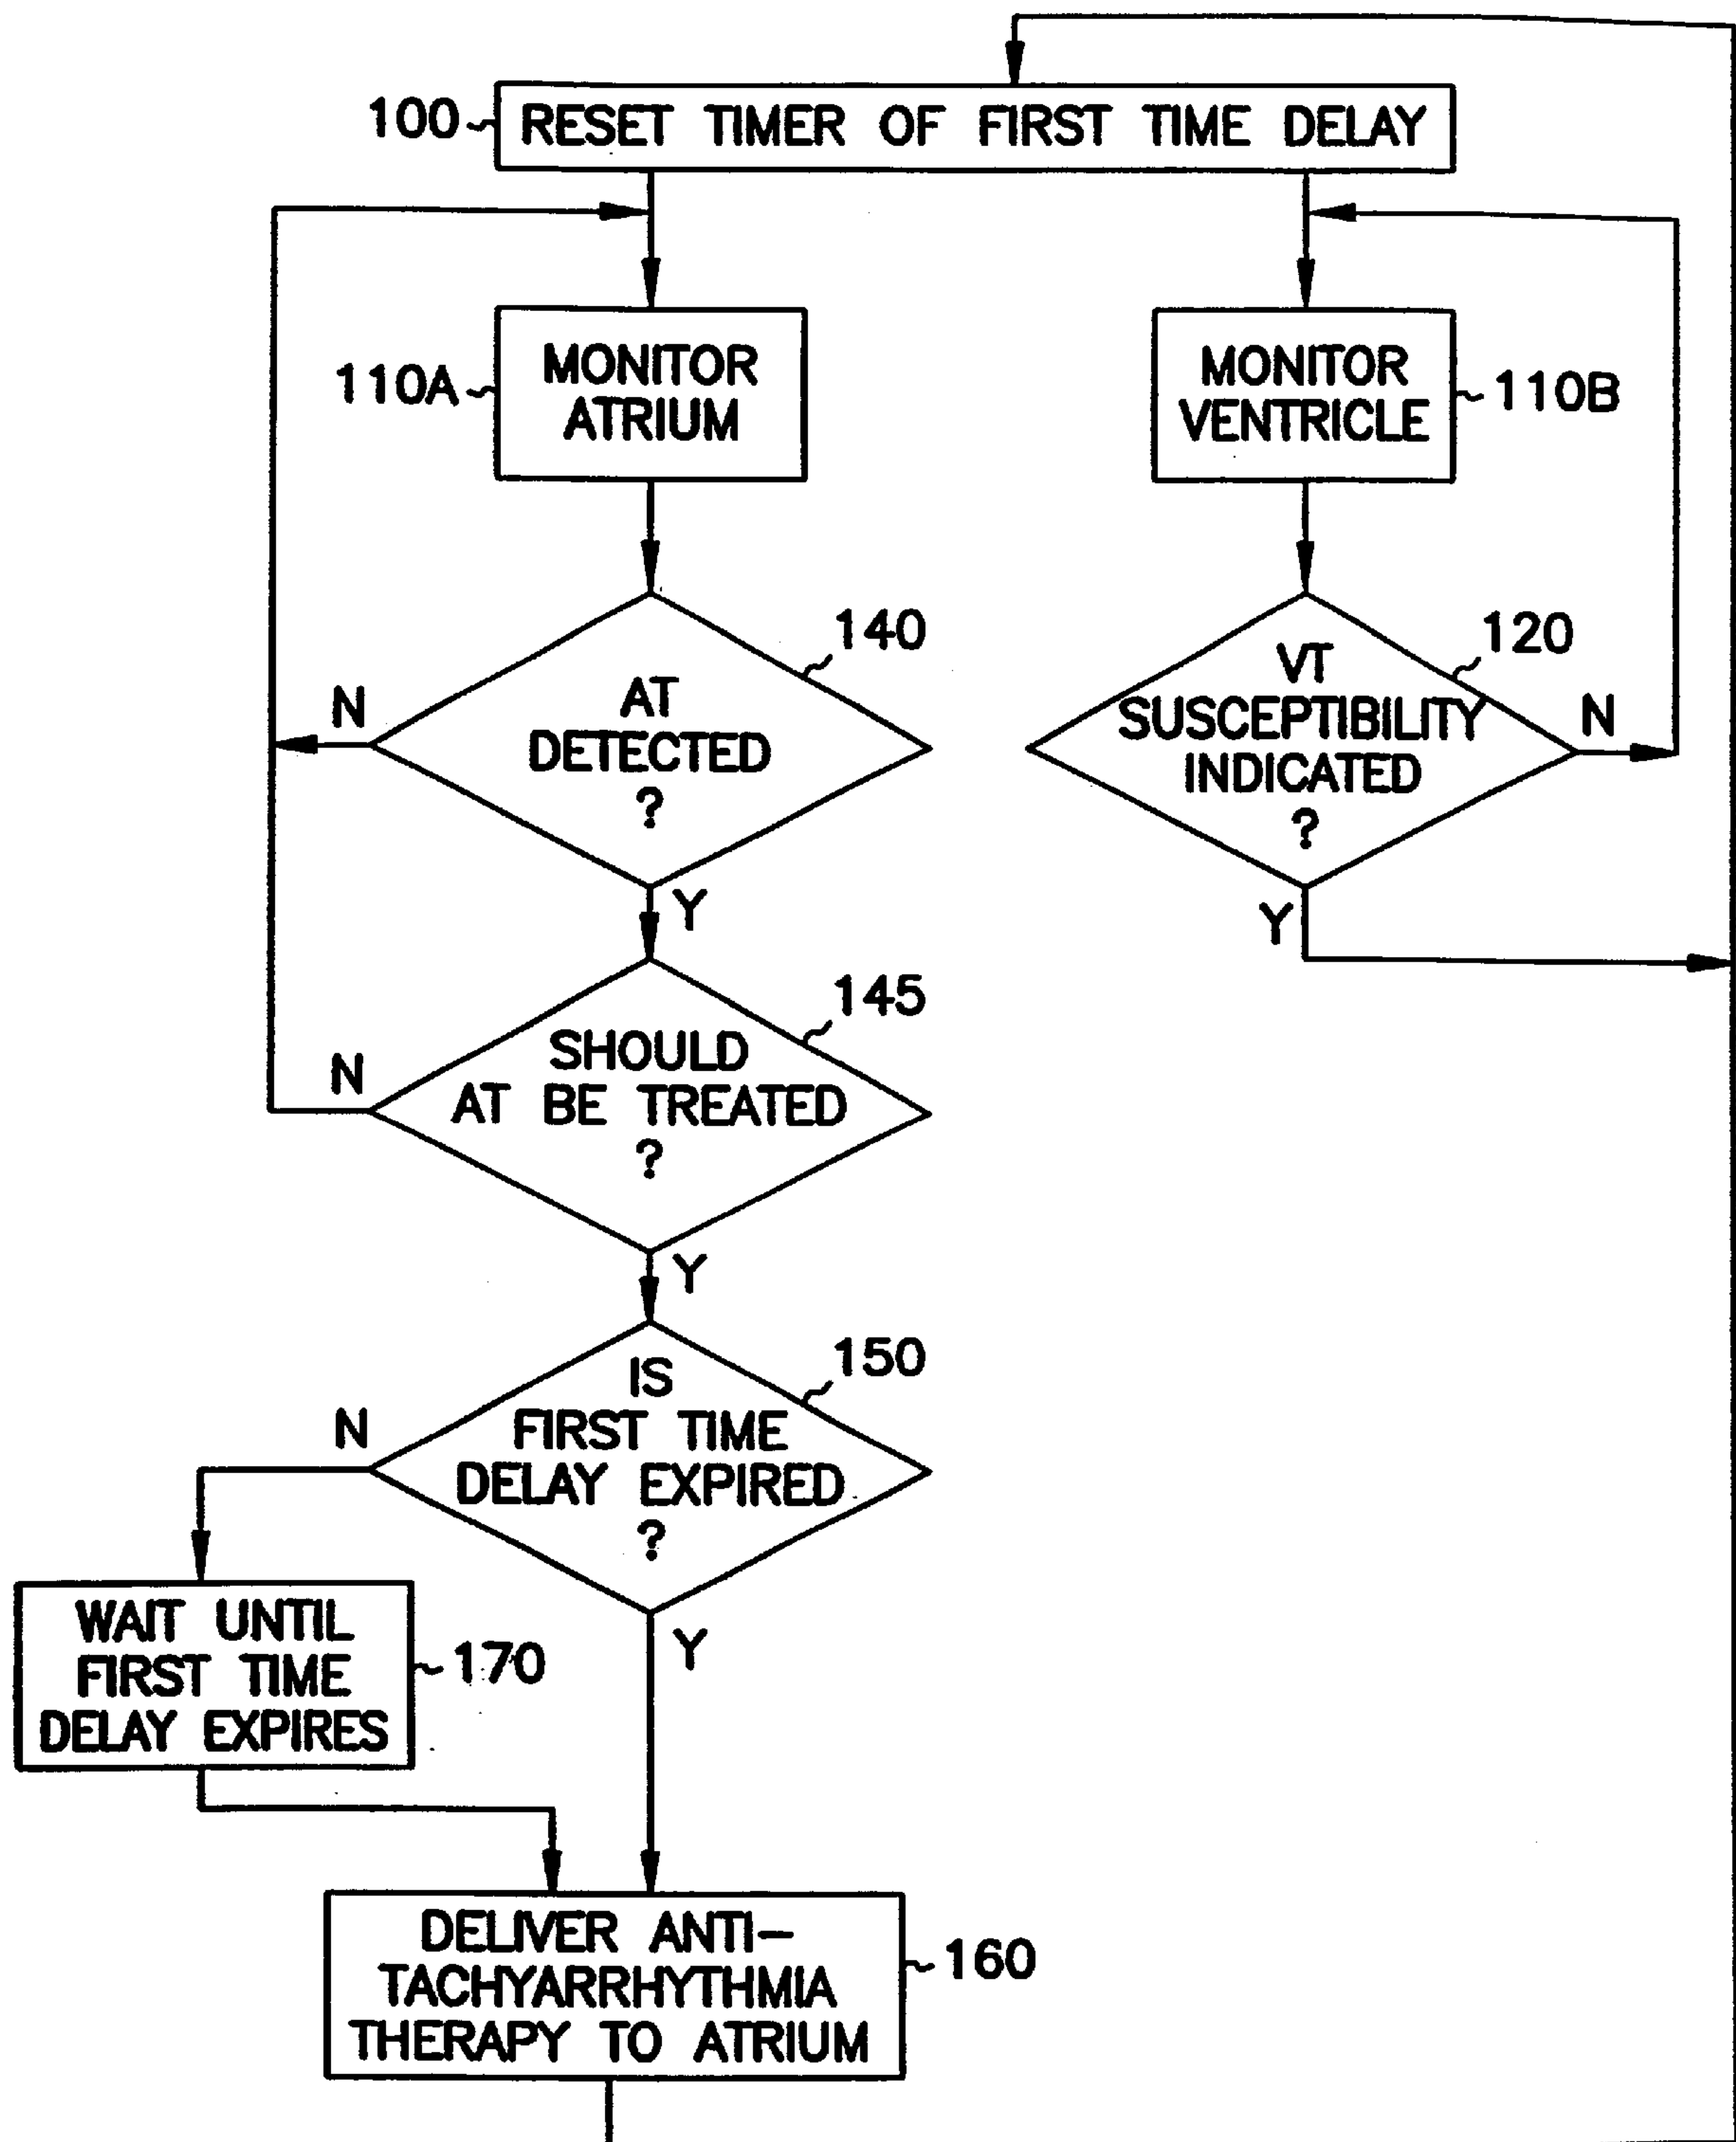 100 RESET TIMER OF FIRST TIME DELAY
110A MONITOR
ATRIUM
MONITOR
VENTRICLE 110B
140
AT
DETECTED
?
N
Y
120
VT
SUSCEPTIBILITY
INDICATED
?
N
Y
145
SHOULD
AT BE TREATED
?
N
Y
150
IS
FIRST TIME
DELAY EXPIRED
?
N
Y
WAIT UNTIL
FIRST TIME
DELAY EXPIRES
170
DELIVER ANTI-
TACHYARRHYTHMIA
THERAPY TO ATRIUM
160